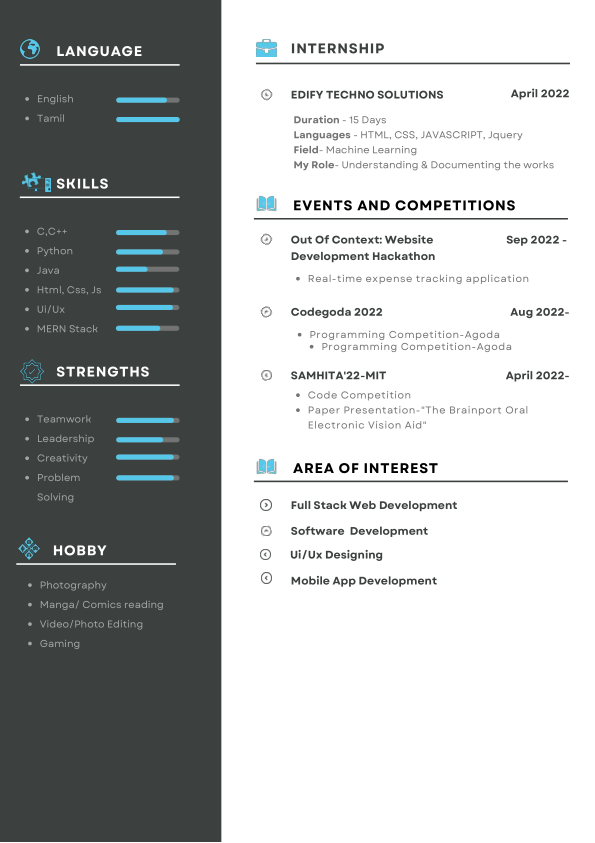 LANGUAGE
English
Tamil
SKILLS
C,C++
Python
Java
Html, Css, Js
Ui/Ux
MERN Stack
STRENGTHS
Teamwork
Leadership
Creativity
Problem
Solving
HOBBY
Photography
Manga/ Comics reading
Video/Photo Editing
Gaming
INTERNSHIP
EDIFY TECHNO SOLUTIONS April 2022
Duration - 15 Days
Languages - HTML, CSS, JAVASCRIPT, Jquery
Field- Machine Learning
My Role- Understanding & Documenting the works
EVENTS AND COMPETITIONS
Out Of Context: Website Sep 2022 -
Development Hackathon
Real-time expense tracking application
Codegoda 2022 Aug 2022-
Programming Competition-Agoda
Programming Competition-Agoda
SAMHITA'22-MIT April 2022-
Code Competition
Paper Presentation-"The Brainport Oral
Electronic Vision Aid"
AREA OF INTEREST
Full Stack Web Development
Software Development
Ui/Ux Designing
Mobile App Development